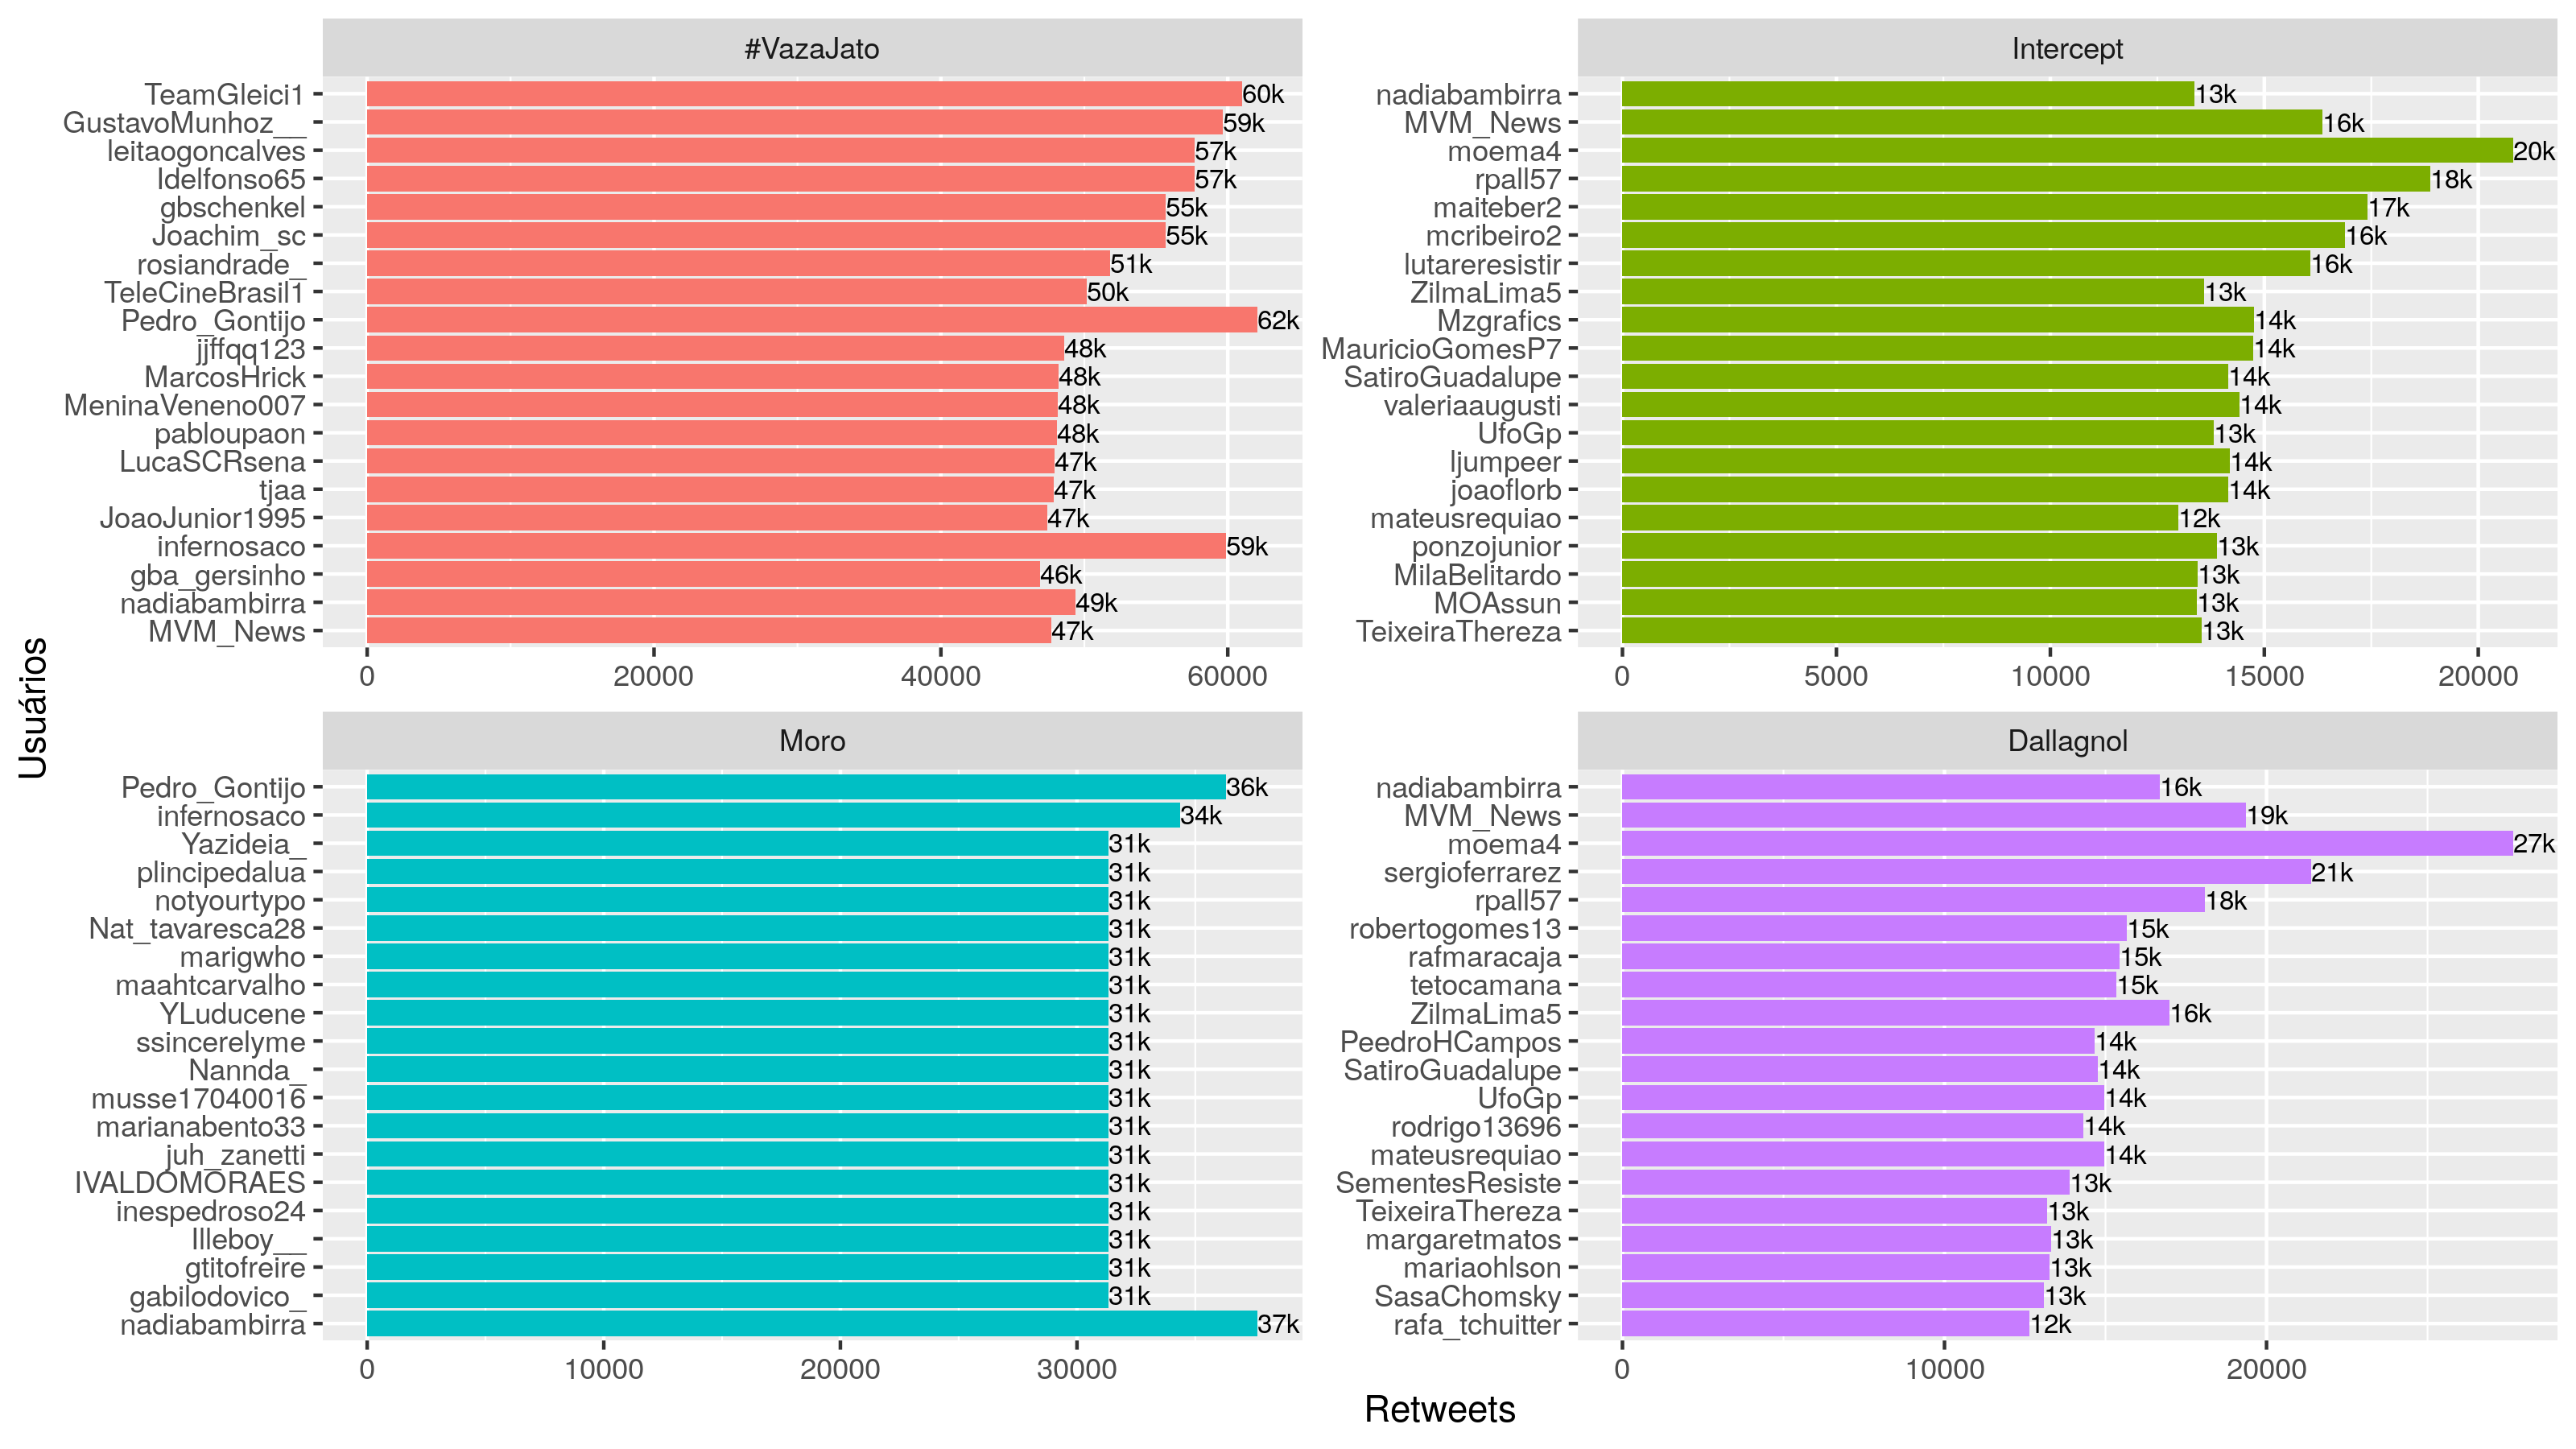 #VazaJato
TeamGleici1 60k
GustavoMunhoz__ 59k
leitaogoncalves 57k
Idelfonso65 57k
gbschenkel 55k
Joachim_sc 55k
rosiandrade_ 51k
TeleCineBrasil1 50k
Pedro_Gontijo 62k
jjffqq123 48k
MarcosHrick 48k
MeninaVeneno007 48k
pabloupaon 48k
LucaSCRsena 47k
tjaa 47k
JoaoJunior1995 47k
infernosaco 59k
gba_gersinho 46k
nadiabambirra 49k
MVM_News 47k
0 20000 40000 60000
Intercept
nadiabambirra 13k
MVM_News 16k
moema4 20k
rpall57 18k
maiteber2 17k
mcribeiro2 16k
lutareresistir 16k
ZilmaLima5 13k
Mzgrafics 14k
MauricioGomesP7 14k
SatiroGuadalupe 14k
valeriaaugusti 14k
UfoGp 13k
ljumpeer 14k
joaoflorb 14k
mateusrequiao 12k
ponzojunior 13k
MilaBelitardo 13k
MOAssun 13k
TeixeiraThereza 13k
0 5000 10000 15000 20000
Usuários
Moro
Pedro_Gontijo 36k
infernosaco 34k
Yazideia_ 31k
plincipedalua 31k
notyourtypo 31k
Nat_tavaresca28 31k
marigwho 31k
maahtcarvalho 31k
YLuducene 31k
ssincerelyme 31k
Nannda_ 31k
musse17040016 31k
marianabento33 31k
juh_zanetti 31k
IVALDOMORAES 31k
inespedroso24 31k
Illeboy__ 31k
gtitofreire 31k
gabilodovico_ 31k
nadiabambirra 37k
0 10000 20000 30000
Dallagnol
nadiabambirra 16k
MVM_News 19k
moema4 27k
sergioferrarez 21k
rpall57 18k
robertogomes13 15k
rafmaracaja 15k
tetocamana 15k
ZilmaLima5 16k
PeedroHCampos 14k
SatiroGuadalupe 14k
UfoGp 14k
rodrigo13696 14k
mateusrequiao 14k
SementesResiste 13k
TeixeiraThereza 13k
margaretmatos 13k
mariaohlson 13k
SasaChomsky 13k
rafa_tchuitter 12k
0 10000 20000
Retweets